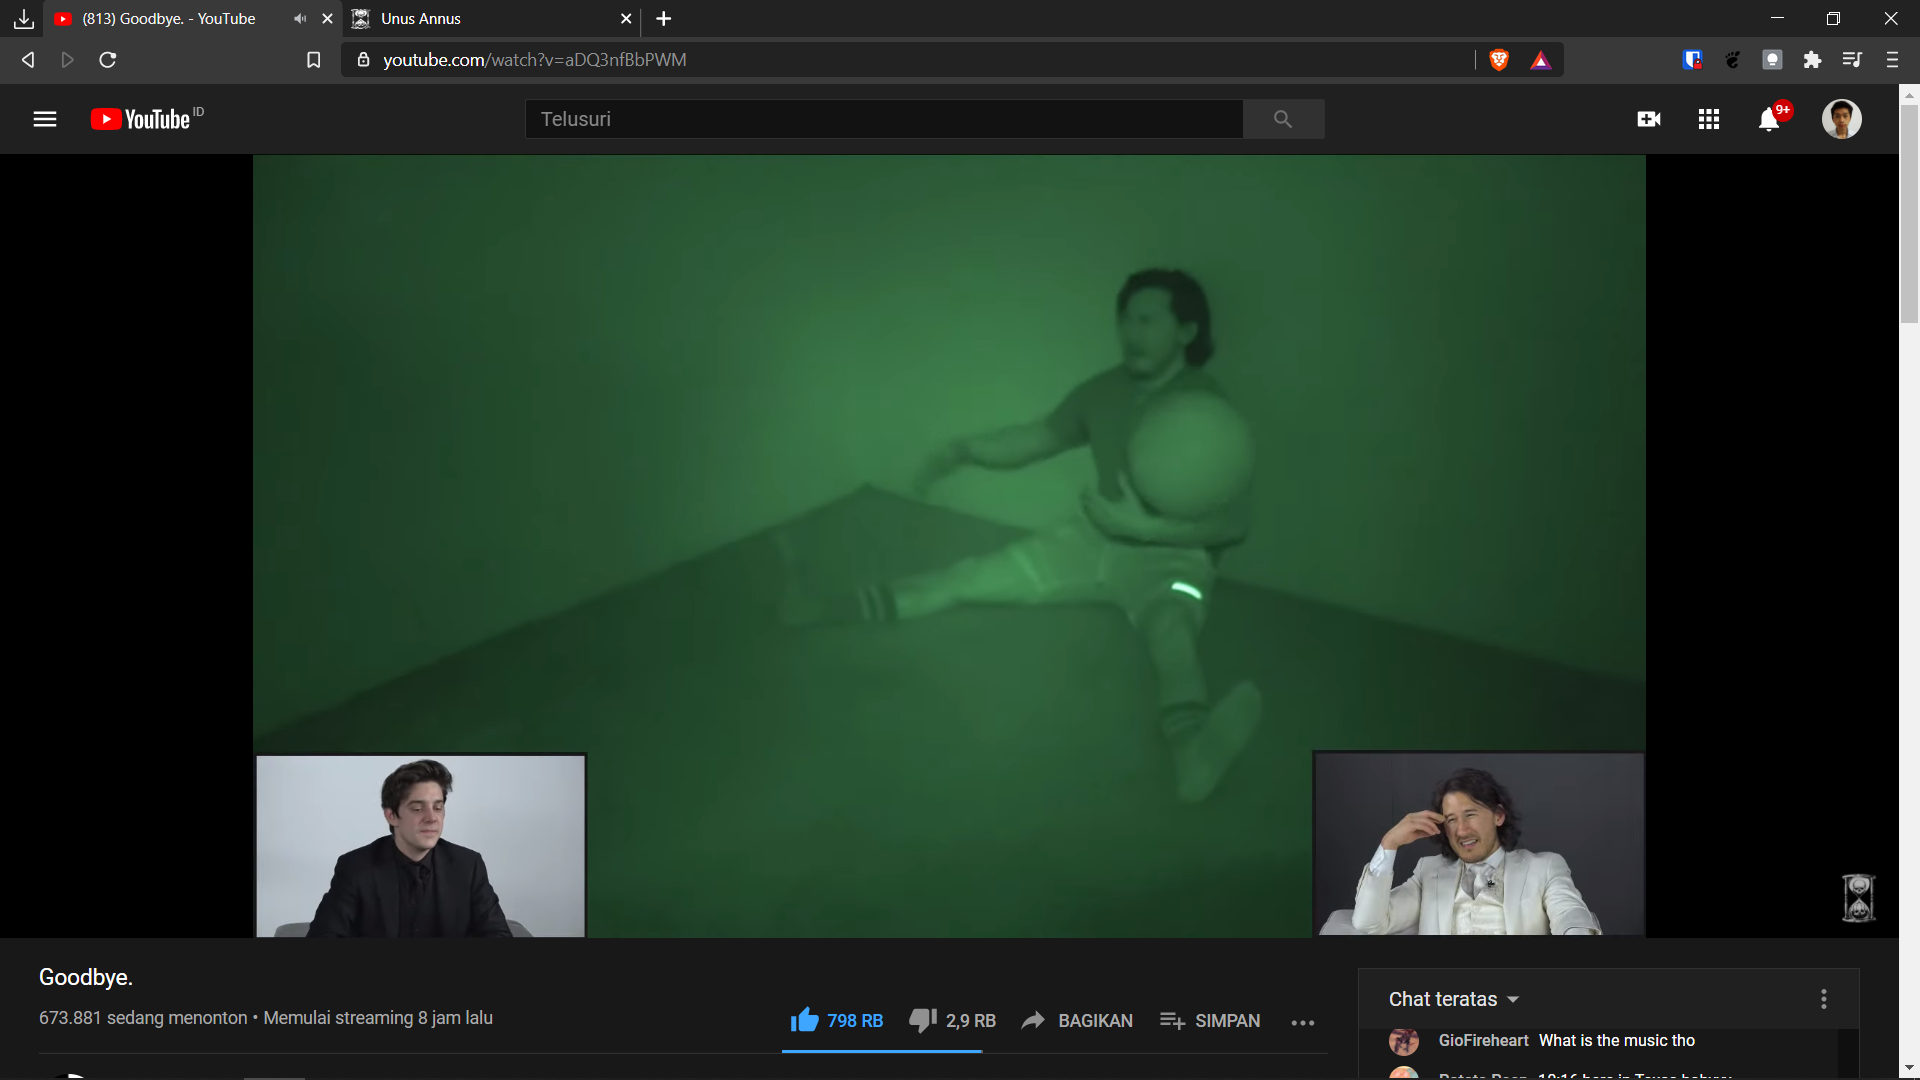 (813) Goodbye. - YouTube
Unus Annus
youtube.com/watch?v=aDQ3nfBbPWM
YouTube ID
Telusuri
9+
Goodbye.
673.881 sedang menonton • Memulai streaming 8 jam lalu
798 RB
2,9 RB
BAGIKAN
SIMPAN
Chat teratas
GioFireheart What is the music tho